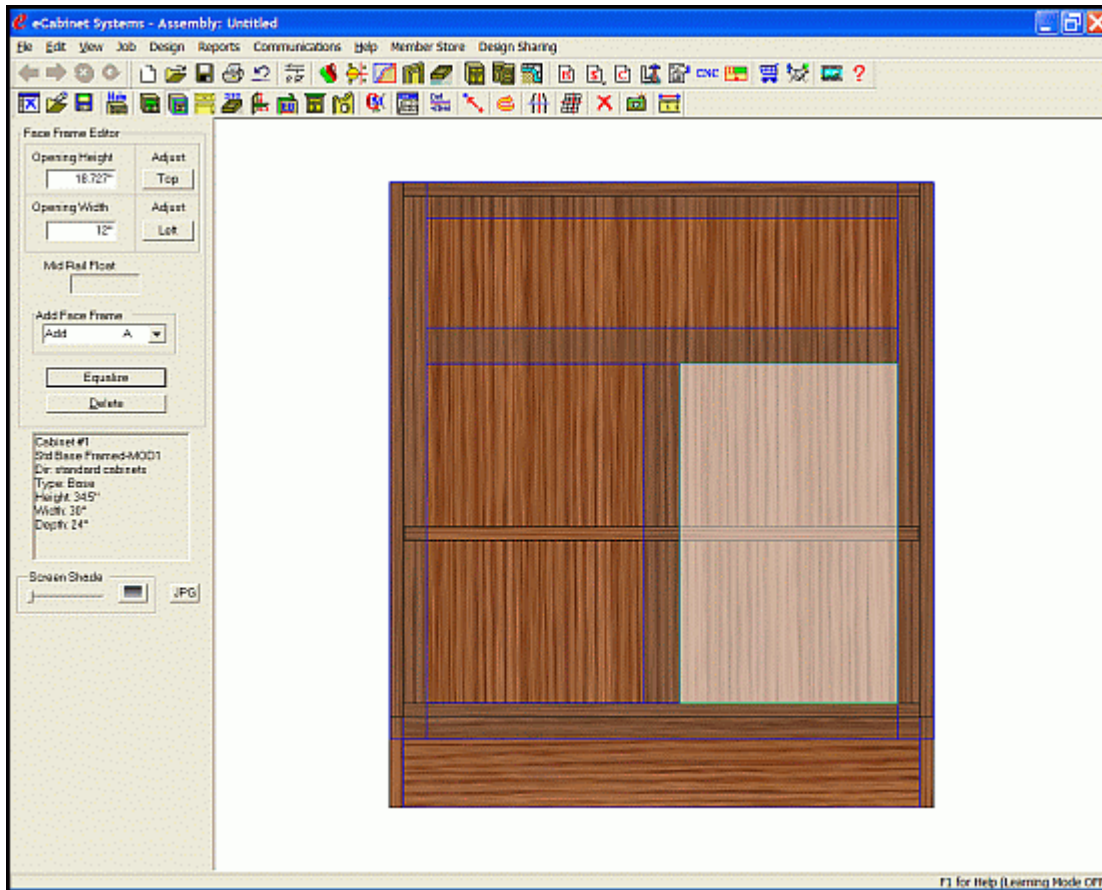 eCabinet Systems - Assembly: Untitled
File Edit View Job Design Reports Communications Help Member Store Design Sharing
CNC
Face Frame Editor
Opening Height Adjust
18.727" Top
Opening Width Adjust
12" Left
Mid Rail Float
Add Face Frame
Add A
Equalize
Delete
Cabinet #1
Std Base Framed-MOD1
Dir: standard cabinets
Type: Base
Height: 34.5"
Width: 30"
Depth: 24"
Screen Shade
JPG
F1 for Help (Learning Mode OFF